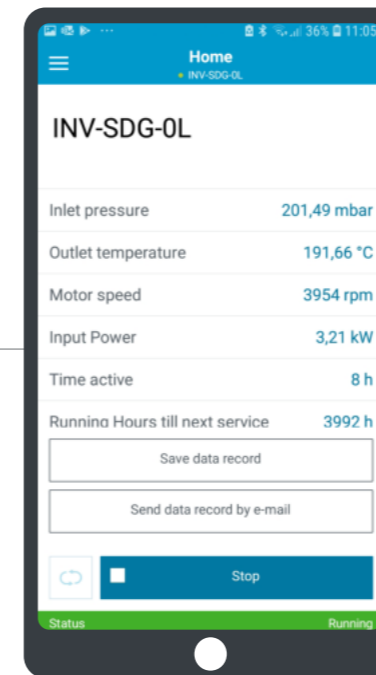 36% 11:05
Home
INV-SDG-0L
INV-SDG-0L
Inlet pressure 201,49 mbar
Outlet temperature 191,66 °C
Motor speed 3954 rpm
Input Power 3,21 kW
Time active 8 h
Running Hours till next service 3992 h
Save data record
Send data record by e-mail
Stop
Status Running